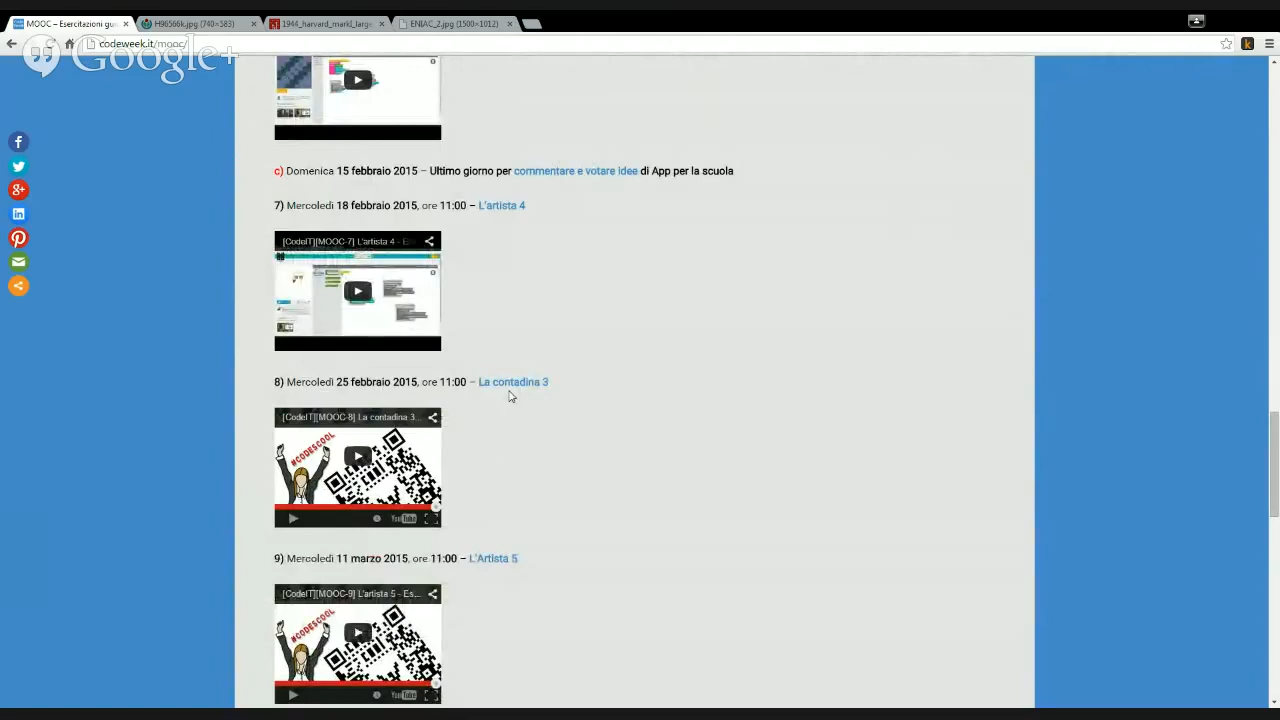 MOOC – Esercitazioni gui
H96566k.jpg (740×583)
1944_harvard_markI_large
ENIAC_2.jpg (1500×1012)
codeweek.it/mooc/
Google+
c) Domenica 15 febbraio 2015 – Ultimo giorno per commentare e votare idee di App per la scuola
7) Mercoledì 18 febbraio 2015, ore 11:00 – L'artista 4
[CodeIT][MOOC-7] L'artista 4 - E
8) Mercoledì 25 febbraio 2015, ore 11:00 – La contadina 3
[CodeIT][MOOC-8] La contadina 3...
#CODESCOOL
YouTube
9) Mercoledì 11 marzo 2015, ore 11:00 – L'Artista 5
[CodeIT][MOOC-9] L'artista 5 - Es...
#CODESCOOL
YouTube